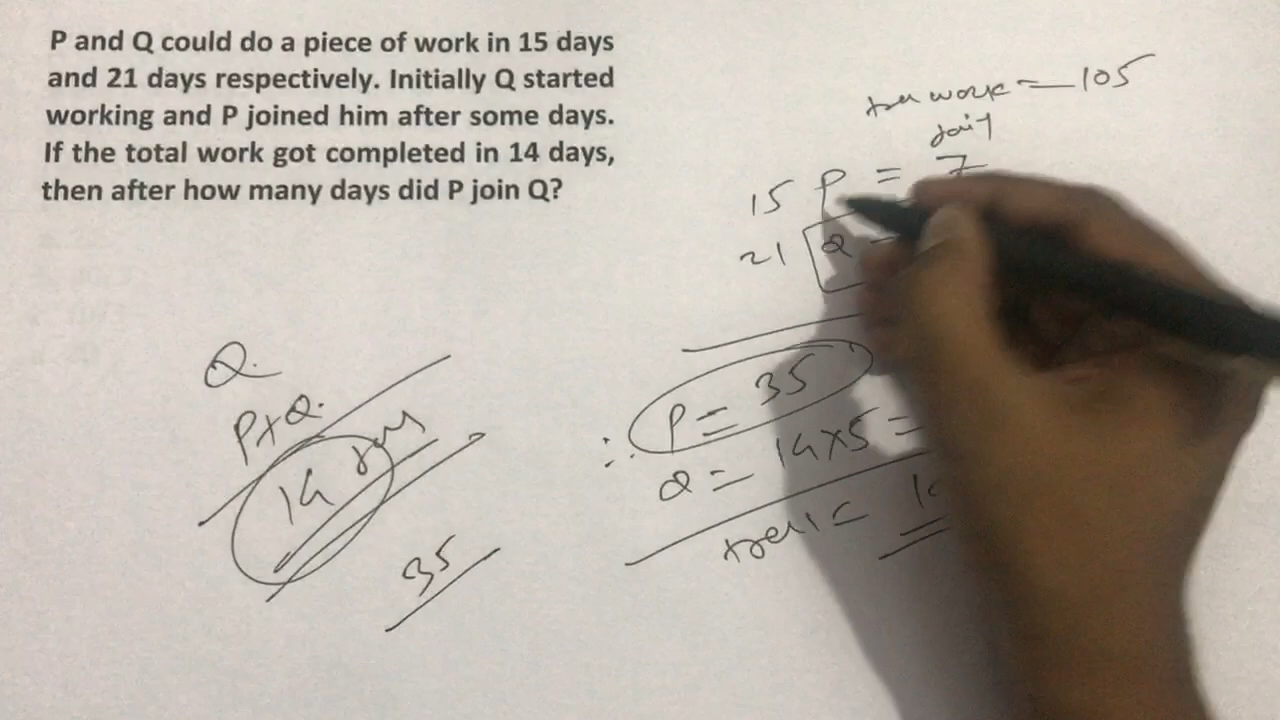 P and Q could do a piece of work in 15 days
and 21 days respectively. Initially Q started
working and P joined him after some days.
If the total work got completed in 14 days,
then after how many days did P join Q?
work = 105
15 P = 7
21 Q
Q.
P+Q.
14 days
35
∴ P = 35
Q = 14×5 =